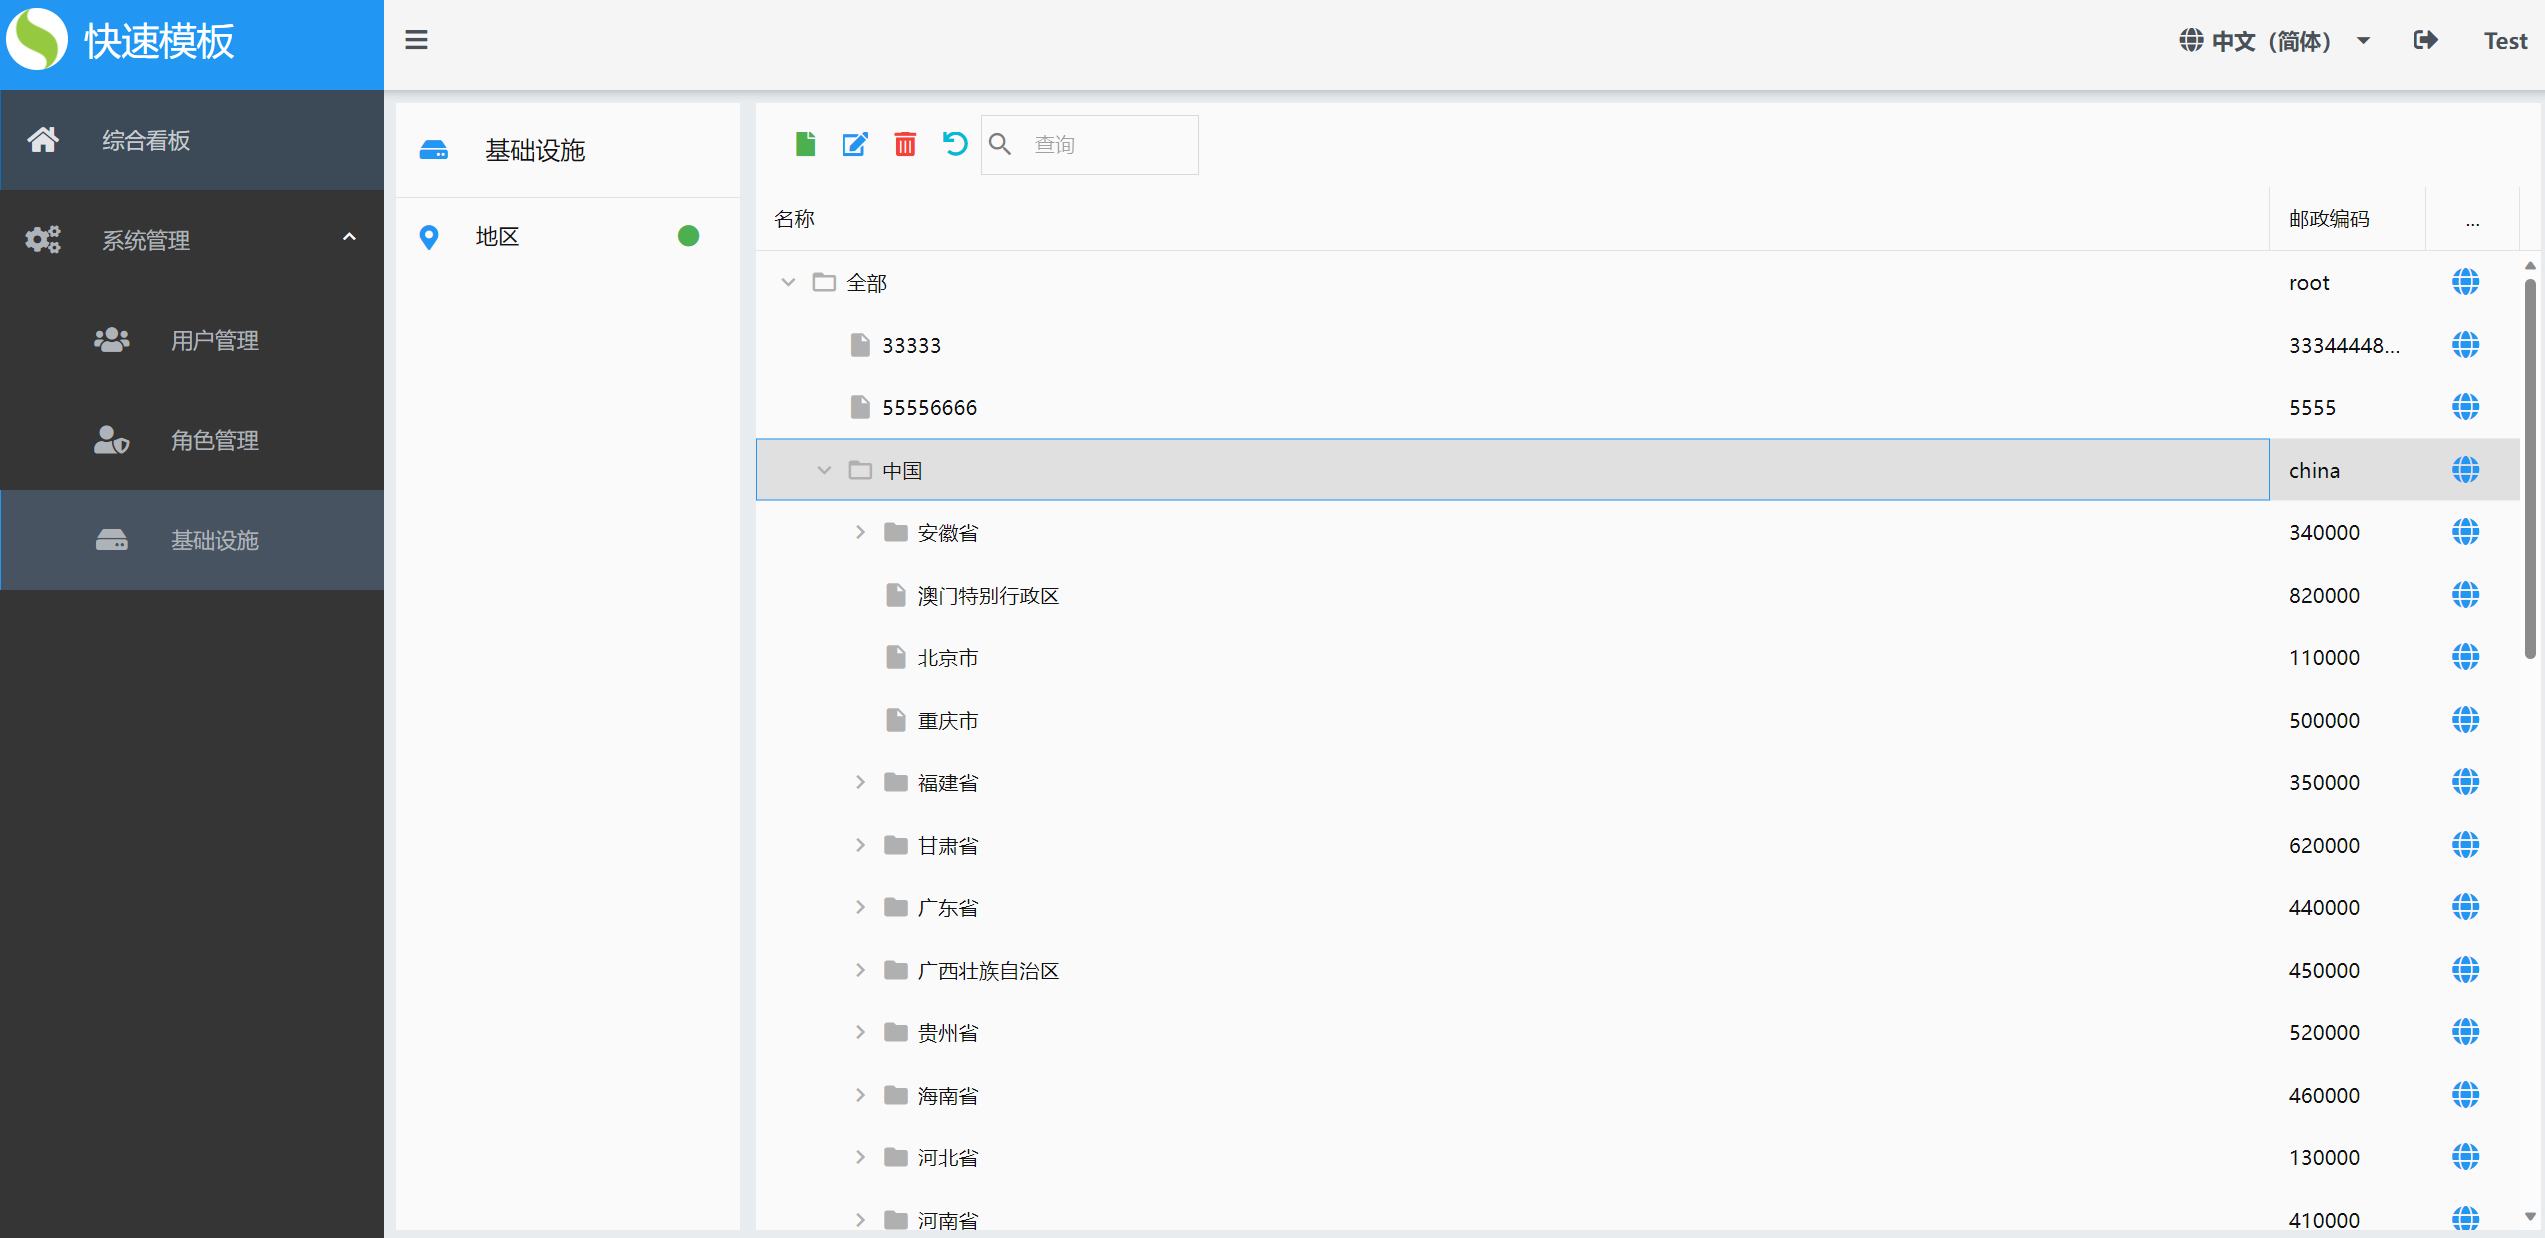 快速模板
中文（简体）
Test
综合看板
系统管理
用户管理
角色管理
基础设施
基础设施
地区
查询
名称 邮政编码 ...
全部 root
33333 33344448...
55556666 5555
中国 china
安徽省 340000
澳门特别行政区 820000
北京市 110000
重庆市 500000
福建省 350000
甘肃省 620000
广东省 440000
广西壮族自治区 450000
贵州省 520000
海南省 460000
河北省 130000
河南省 410000